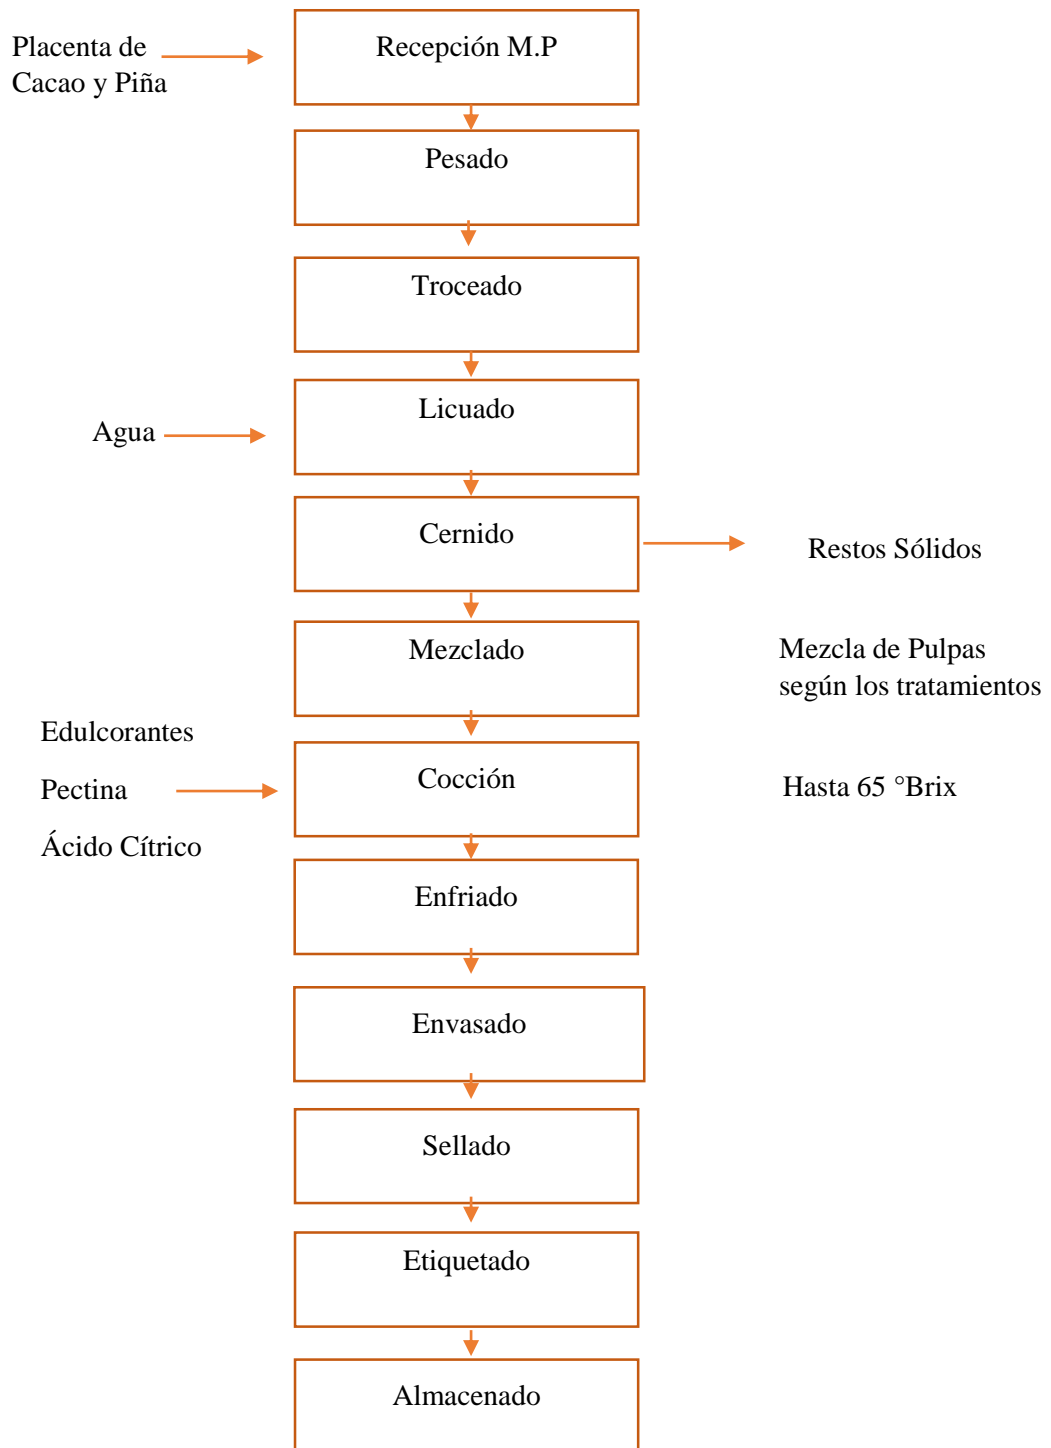 Placenta de
Cacao y Piña
Recepción M.P
Pesado
Troceado
Agua
Licuado
Cernido
Restos Sólidos
Mezclado
Mezcla de Pulpas
según los tratamientos
Edulcorantes
Pectina
Ácido Cítrico
Cocción
Hasta 65 °Brix
Enfriado
Envasado
Sellado
Etiquetado
Almacenado